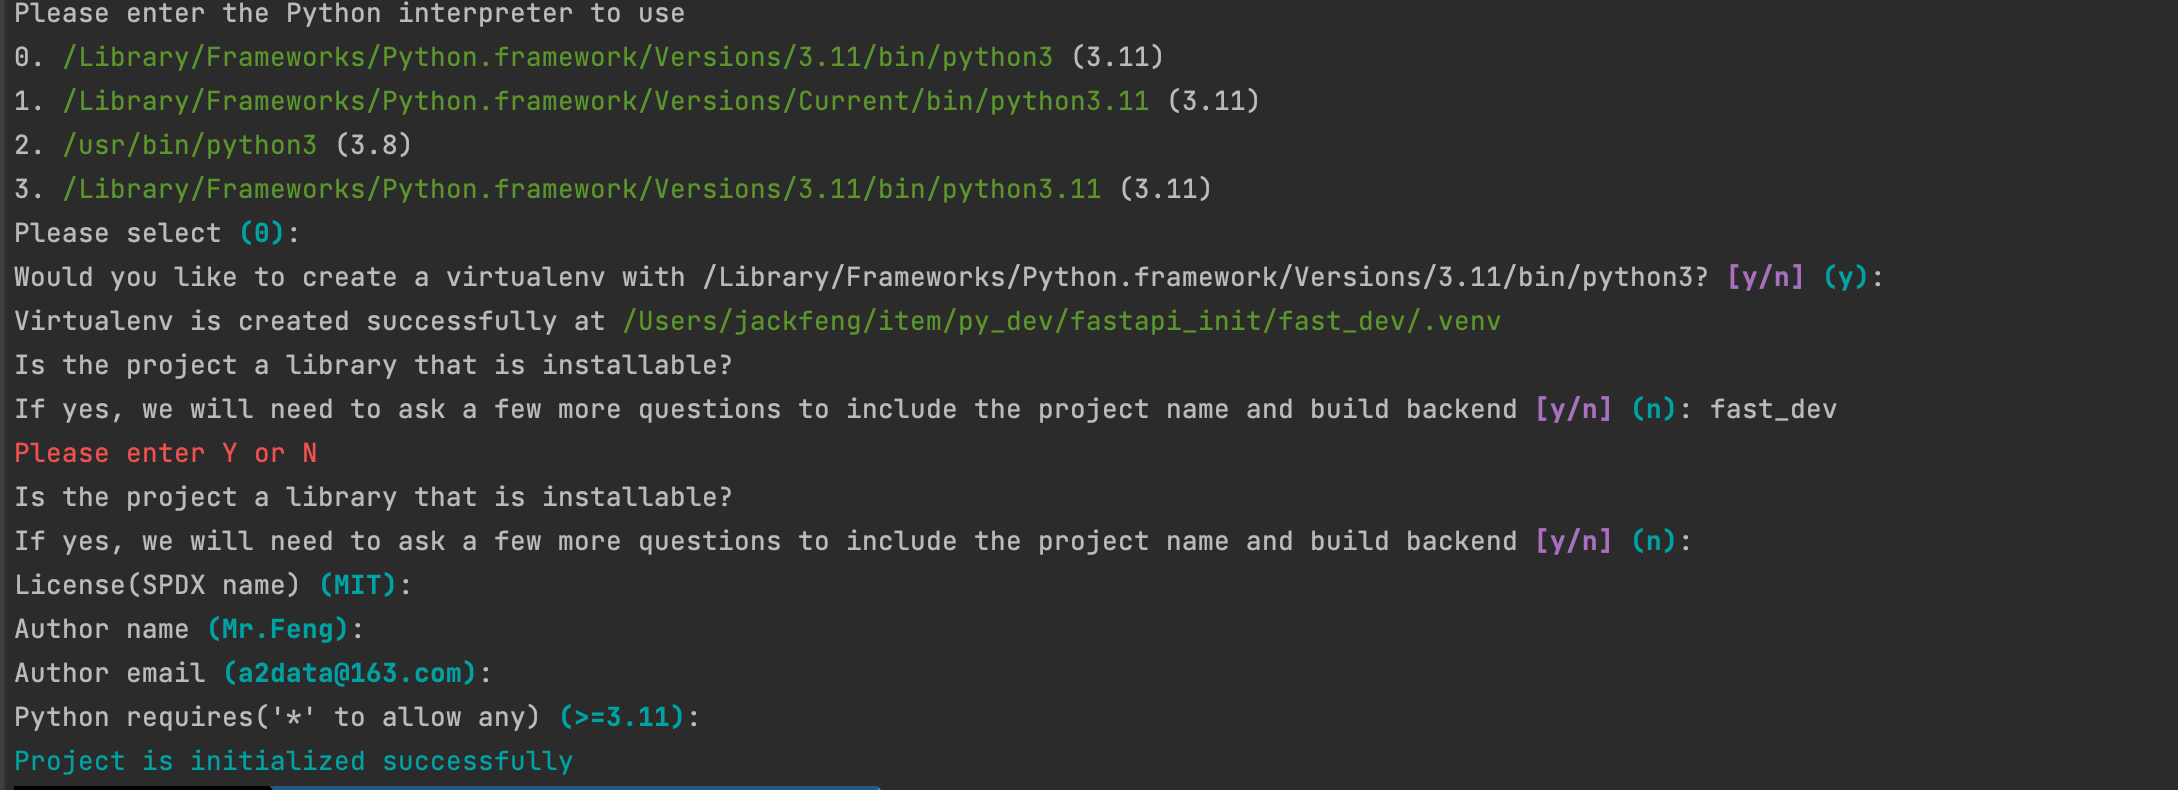 Please enter the Python interpreter to use
0. /Library/Frameworks/Python.framework/Versions/3.11/bin/python3 (3.11)
1. /Library/Frameworks/Python.framework/Versions/Current/bin/python3.11 (3.11)
2. /usr/bin/python3 (3.8)
3. /Library/Frameworks/Python.framework/Versions/3.11/bin/python3.11 (3.11)
Please select (0):
Would you like to create a virtualenv with /Library/Frameworks/Python.framework/Versions/3.11/bin/python3? [y/n] (y):
Virtualenv is created successfully at /Users/jackfeng/item/py_dev/fastapi_init/fast_dev/.venv
Is the project a library that is installable?
If yes, we will need to ask a few more questions to include the project name and build backend [y/n] (n): fast_dev
Please enter Y or N
Is the project a library that is installable?
If yes, we will need to ask a few more questions to include the project name and build backend [y/n] (n):
License(SPDX name) (MIT):
Author name (Mr.Feng):
Author email (a2data@163.com):
Python requires('*' to allow any) (>=3.11):
Project is initialized successfully